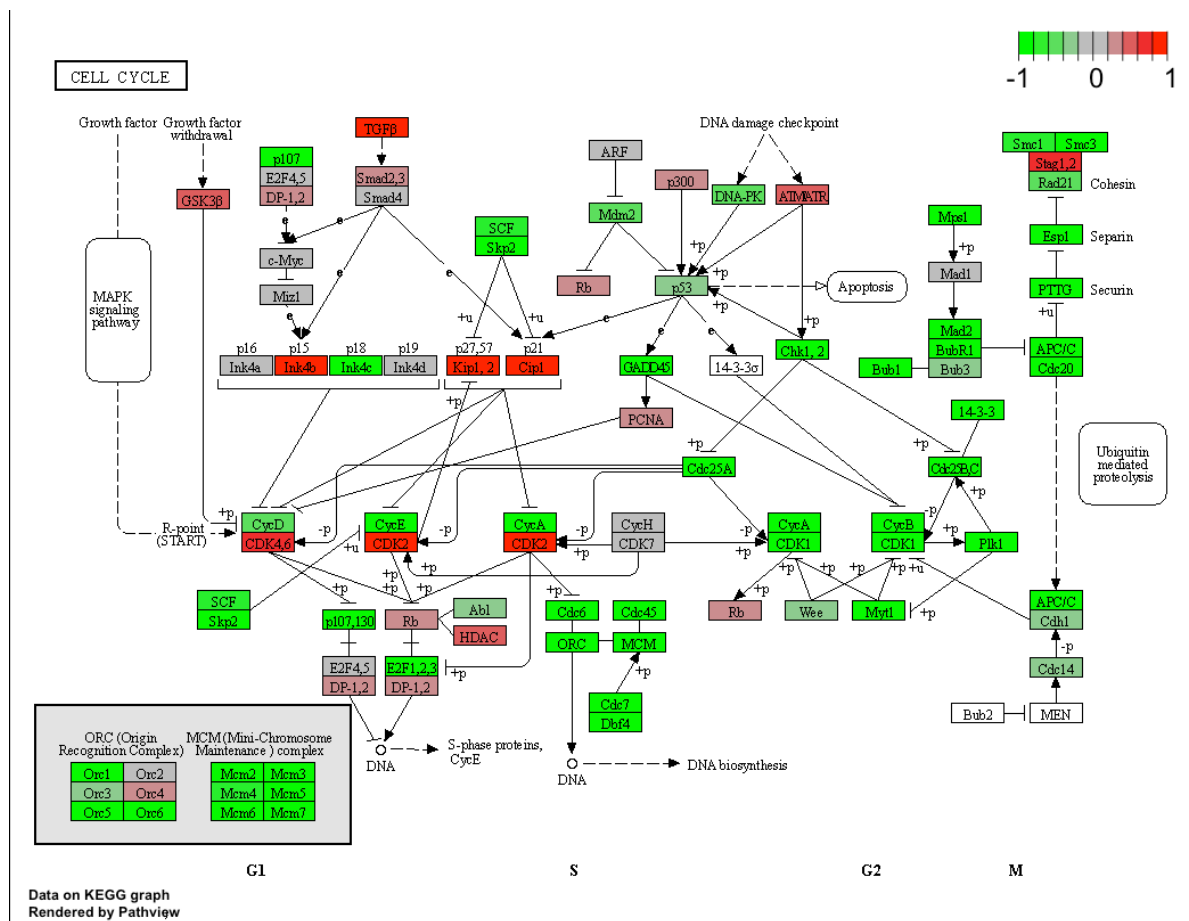 -1 0 1
CELL CYCLE
Growth factor
Growth factor
withdrawal
TGFβ
DNA damage checkpoint
p107
E2F4,5
DP-1,2
Smad2,3
Smad4
ARF
p300
DNA-PK
ATM/ATR
Smc1
Smc3
Stag1,2
Rad21
Cohesin
GSK3β
Mdm2
SCF
Skp2
Mps1
+p
Esp1
Separin
e
e
c-Myc
Miz1
MAPK
signaling
pathway
Rb
p53
+p
+p
+p
Apoptosis
Mad1
PTTG
Securin
+u
e
e
e
+u
+u
e
e
e
Mad2
BubR1
Bub3
Bub1
APC/C
Cdc20
p16
Ink4a
p15
Ink4b
p18
Ink4c
p19
Ink4d
p27,57
Kip1, 2
p21
Cip1
GADD45
14-3-3σ
Chk1, 2
+p
PCNA
14-3-3
+p
+p
Cdc25A
Cdc25B,C
Ubiquitin
mediated
proteolysis
R-point
(START)
+p
CycD
CDK4,6
-p
CycE
CDK2
-p
CycA
CDK2
-p
+p
CycH
CDK7
-p
+p
CycA
CDK1
CycB
CDK1
-p
+p
+p
Plk1
+u
+p
+p
+p
+p
+p
+p
+p
+u
+p
SCF
Skp2
p107,130
Rb
Abl
HDAC
Cdc6
Cdc45
ORC
MCM
Rb
Wee
Myt1
APC/C
Cdh1
-p
Cdc14
E2F4,5
DP-1,2
E2F1,2,3
DP-1,2
+p
+p
Cdc7
Dbf4
Bub2
MEN
DNA
S-phase proteins,
CycE
DNA
DNA biosynthesis
ORC (Origin
Recognition Complex)
MCM (Mini-Chromosome
Maintenance ) complex
Orc1 Orc2
Orc3 Orc4
Orc5 Orc6
Mcm2 Mcm3
Mcm4 Mcm5
Mcm6 Mcm7
G1 S G2 M
Data on KEGG graph
Rendered by Pathview